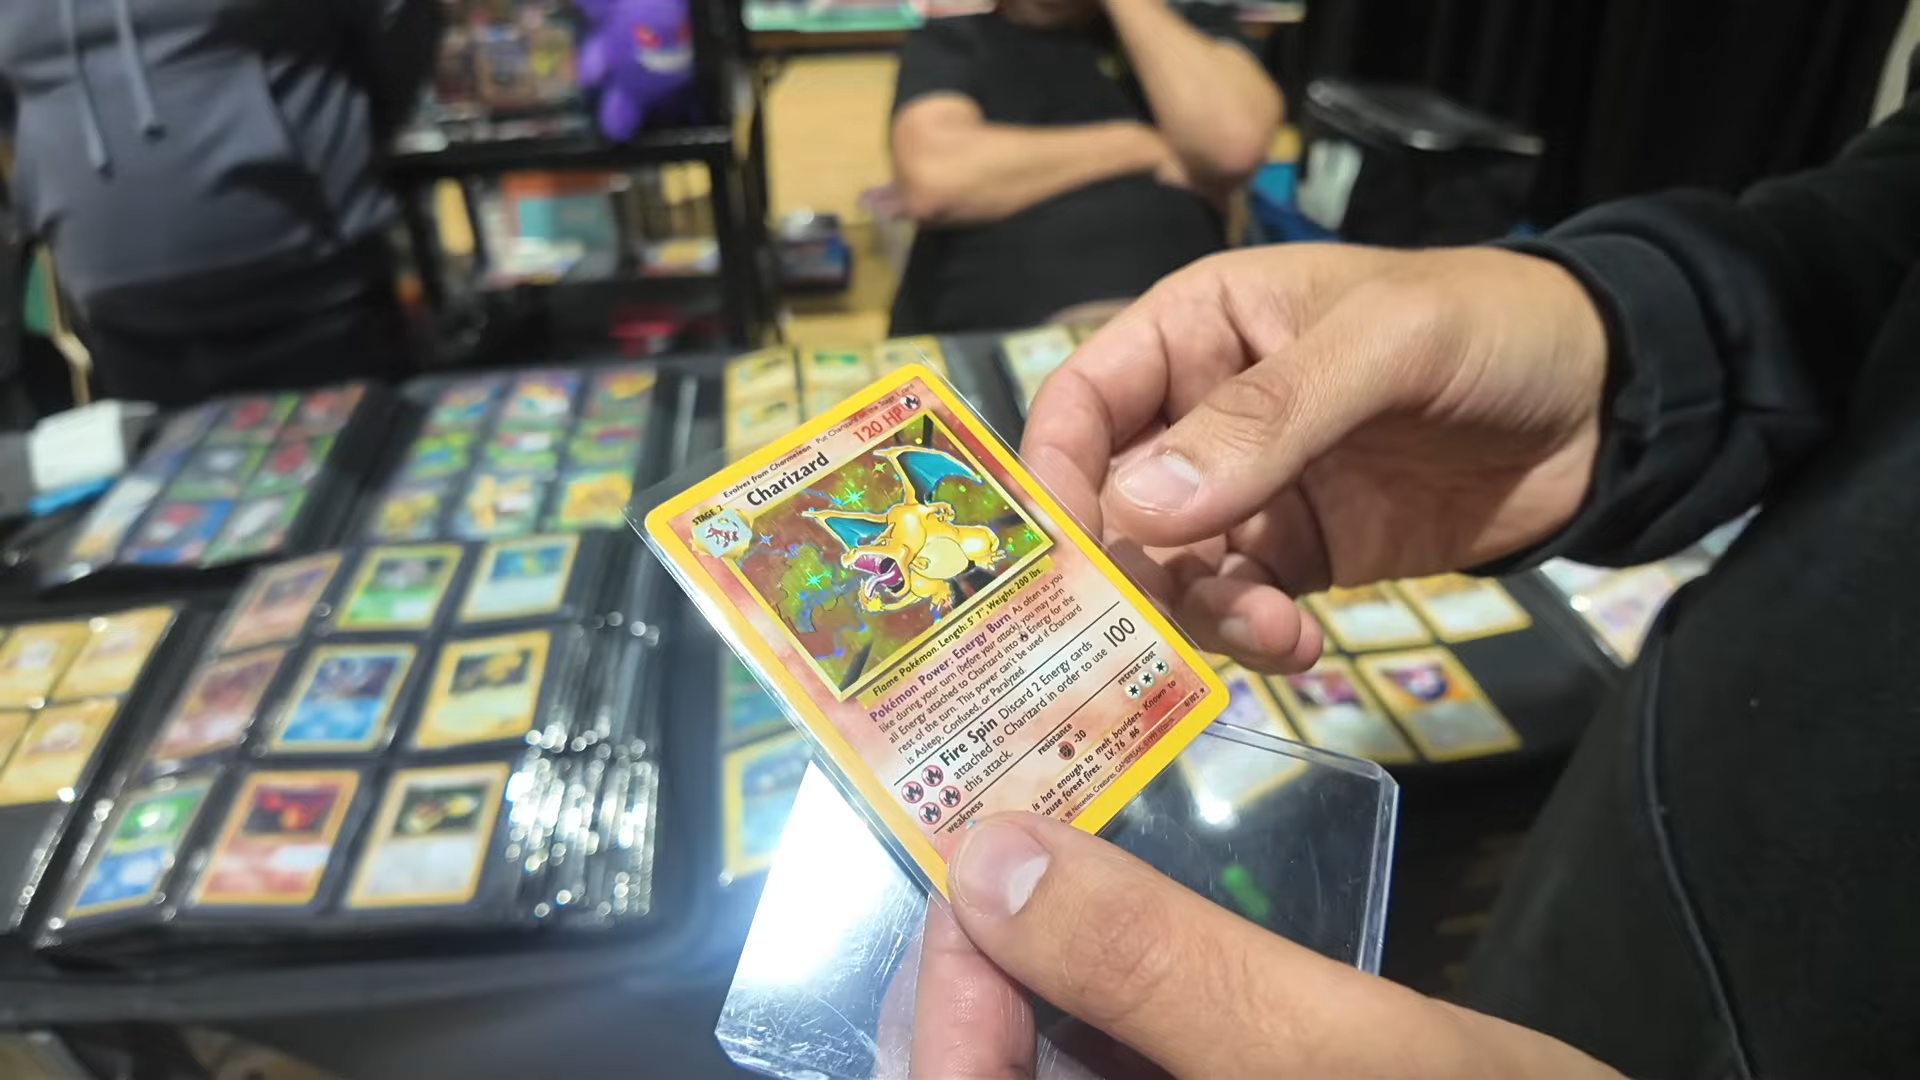 Evolves from Charmeleon
Put Charizard on the Stage 1 card
Charizard
120 HP
STAGE 2
Flame Pokémon. Length: 5' 7", Weight: 200 lbs.
Pokémon Power: Energy Burn As often as you
like during your turn (before your attack), you may turn
all Energy attached to Charizard into Energy for the
rest of the turn. This power can't be used if Charizard
is Asleep, Confused, or Paralyzed.
Fire Spin Discard 2 Energy cards
attached to Charizard in order to use
this attack.
100
weakness
resistance
-30
retreat cost
is hot enough to melt boulders. Known to
cause forest fires. LV. 76 #6
Nintendo, Creatures, GAMEFREAK.
4/102